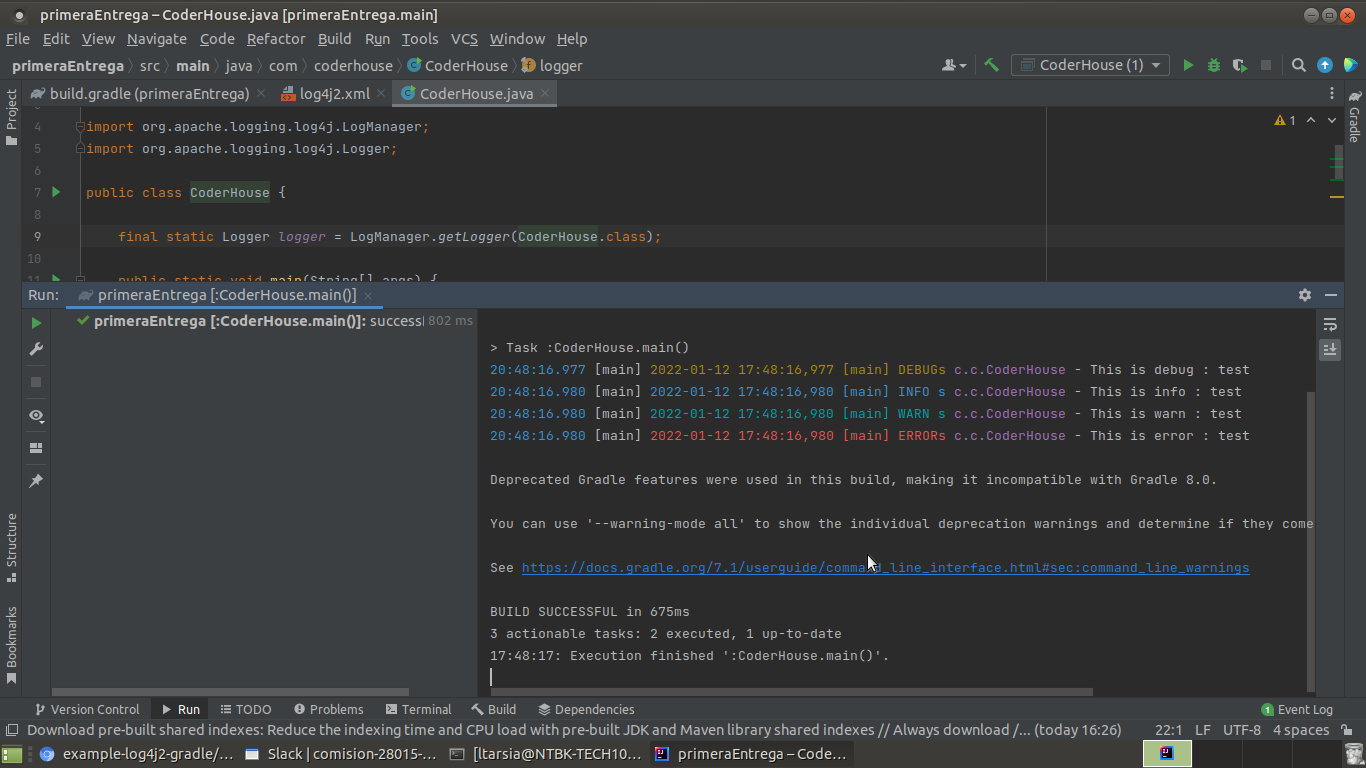 primeraEntrega – CoderHouse.java [primeraEntrega.main]
File Edit View Navigate Code Refactor Build Run Tools VCS Window Help
primeraEntrega src main java com coderhouse CoderHouse logger CoderHouse (1)
Project build.gradle (primeraEntrega) log4j2.xml CoderHouse.java Gradle
4 import org.apache.logging.log4j.LogManager; 1
5 import org.apache.logging.log4j.Logger;
6
7 public class CoderHouse {
8
9 final static Logger logger = LogManager.getLogger(CoderHouse.class);
10
11 public static void main(String[] args) {
Run: primeraEntrega [:CoderHouse.main()]
primeraEntrega [:CoderHouse.main()]: success 802 ms
> Task :CoderHouse.main()
20:48:16.977 [main] 2022-01-12 17:48:16,977 [main] DEBUGs c.c.CoderHouse - This is debug : test
20:48:16.980 [main] 2022-01-12 17:48:16,980 [main] INFO s c.c.CoderHouse - This is info : test
20:48:16.980 [main] 2022-01-12 17:48:16,980 [main] WARN s c.c.CoderHouse - This is warn : test
20:48:16.980 [main] 2022-01-12 17:48:16,980 [main] ERRORs c.c.CoderHouse - This is error : test
Deprecated Gradle features were used in this build, making it incompatible with Gradle 8.0.
You can use '--warning-mode all' to show the individual deprecation warnings and determine if they come
See https://docs.gradle.org/7.1/userguide/command_line_interface.html#sec:command_line_warnings
BUILD SUCCESSFUL in 675ms
3 actionable tasks: 2 executed, 1 up-to-date
17:48:17: Execution finished ':CoderHouse.main()'.
Structure
Bookmarks
Version Control Run TODO Problems Terminal Build Dependencies 1 Event Log
Download pre-built shared indexes: Reduce the indexing time and CPU load with pre-built JDK and Maven library shared indexes // Always download /... (today 16:26) 22:1 LF UTF-8 4 spaces
example-log4j2-gradle/... Slack | comision-28015-... [ltarsia@NTBK-TECH10... primeraEntrega – Code...